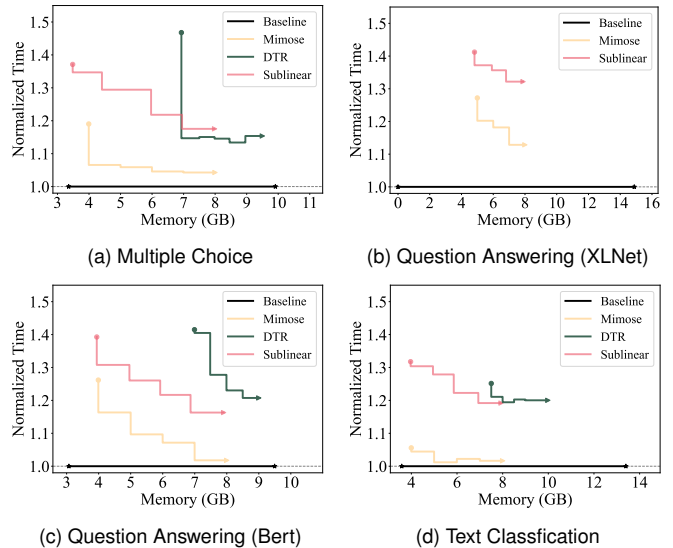 1.5
1.4
1.3
1.2
1.1
1.0
Normalized Time
Baseline
Mimose
DTR
Sublinear
3 4 5 6 7 8 9 10 11
Memory (GB)
(a) Multiple Choice
1.5
1.4
1.3
1.2
1.1
1.0
Normalized Time
Baseline
Mimose
Sublinear
0 2 4 6 8 10 12 14 16
Memory (GB)
(b) Question Answering (XLNet)
1.5
1.4
1.3
1.2
1.1
1.0
Normalized Time
Baseline
Mimose
DTR
Sublinear
3 4 5 6 7 8 9 10
Memory (GB)
(c) Question Answering (Bert)
1.5
1.4
1.3
1.2
1.1
1.0
Normalized Time
Baseline
Mimose
DTR
Sublinear
4 6 8 10 12 14
Memory (GB)
(d) Text Classfication